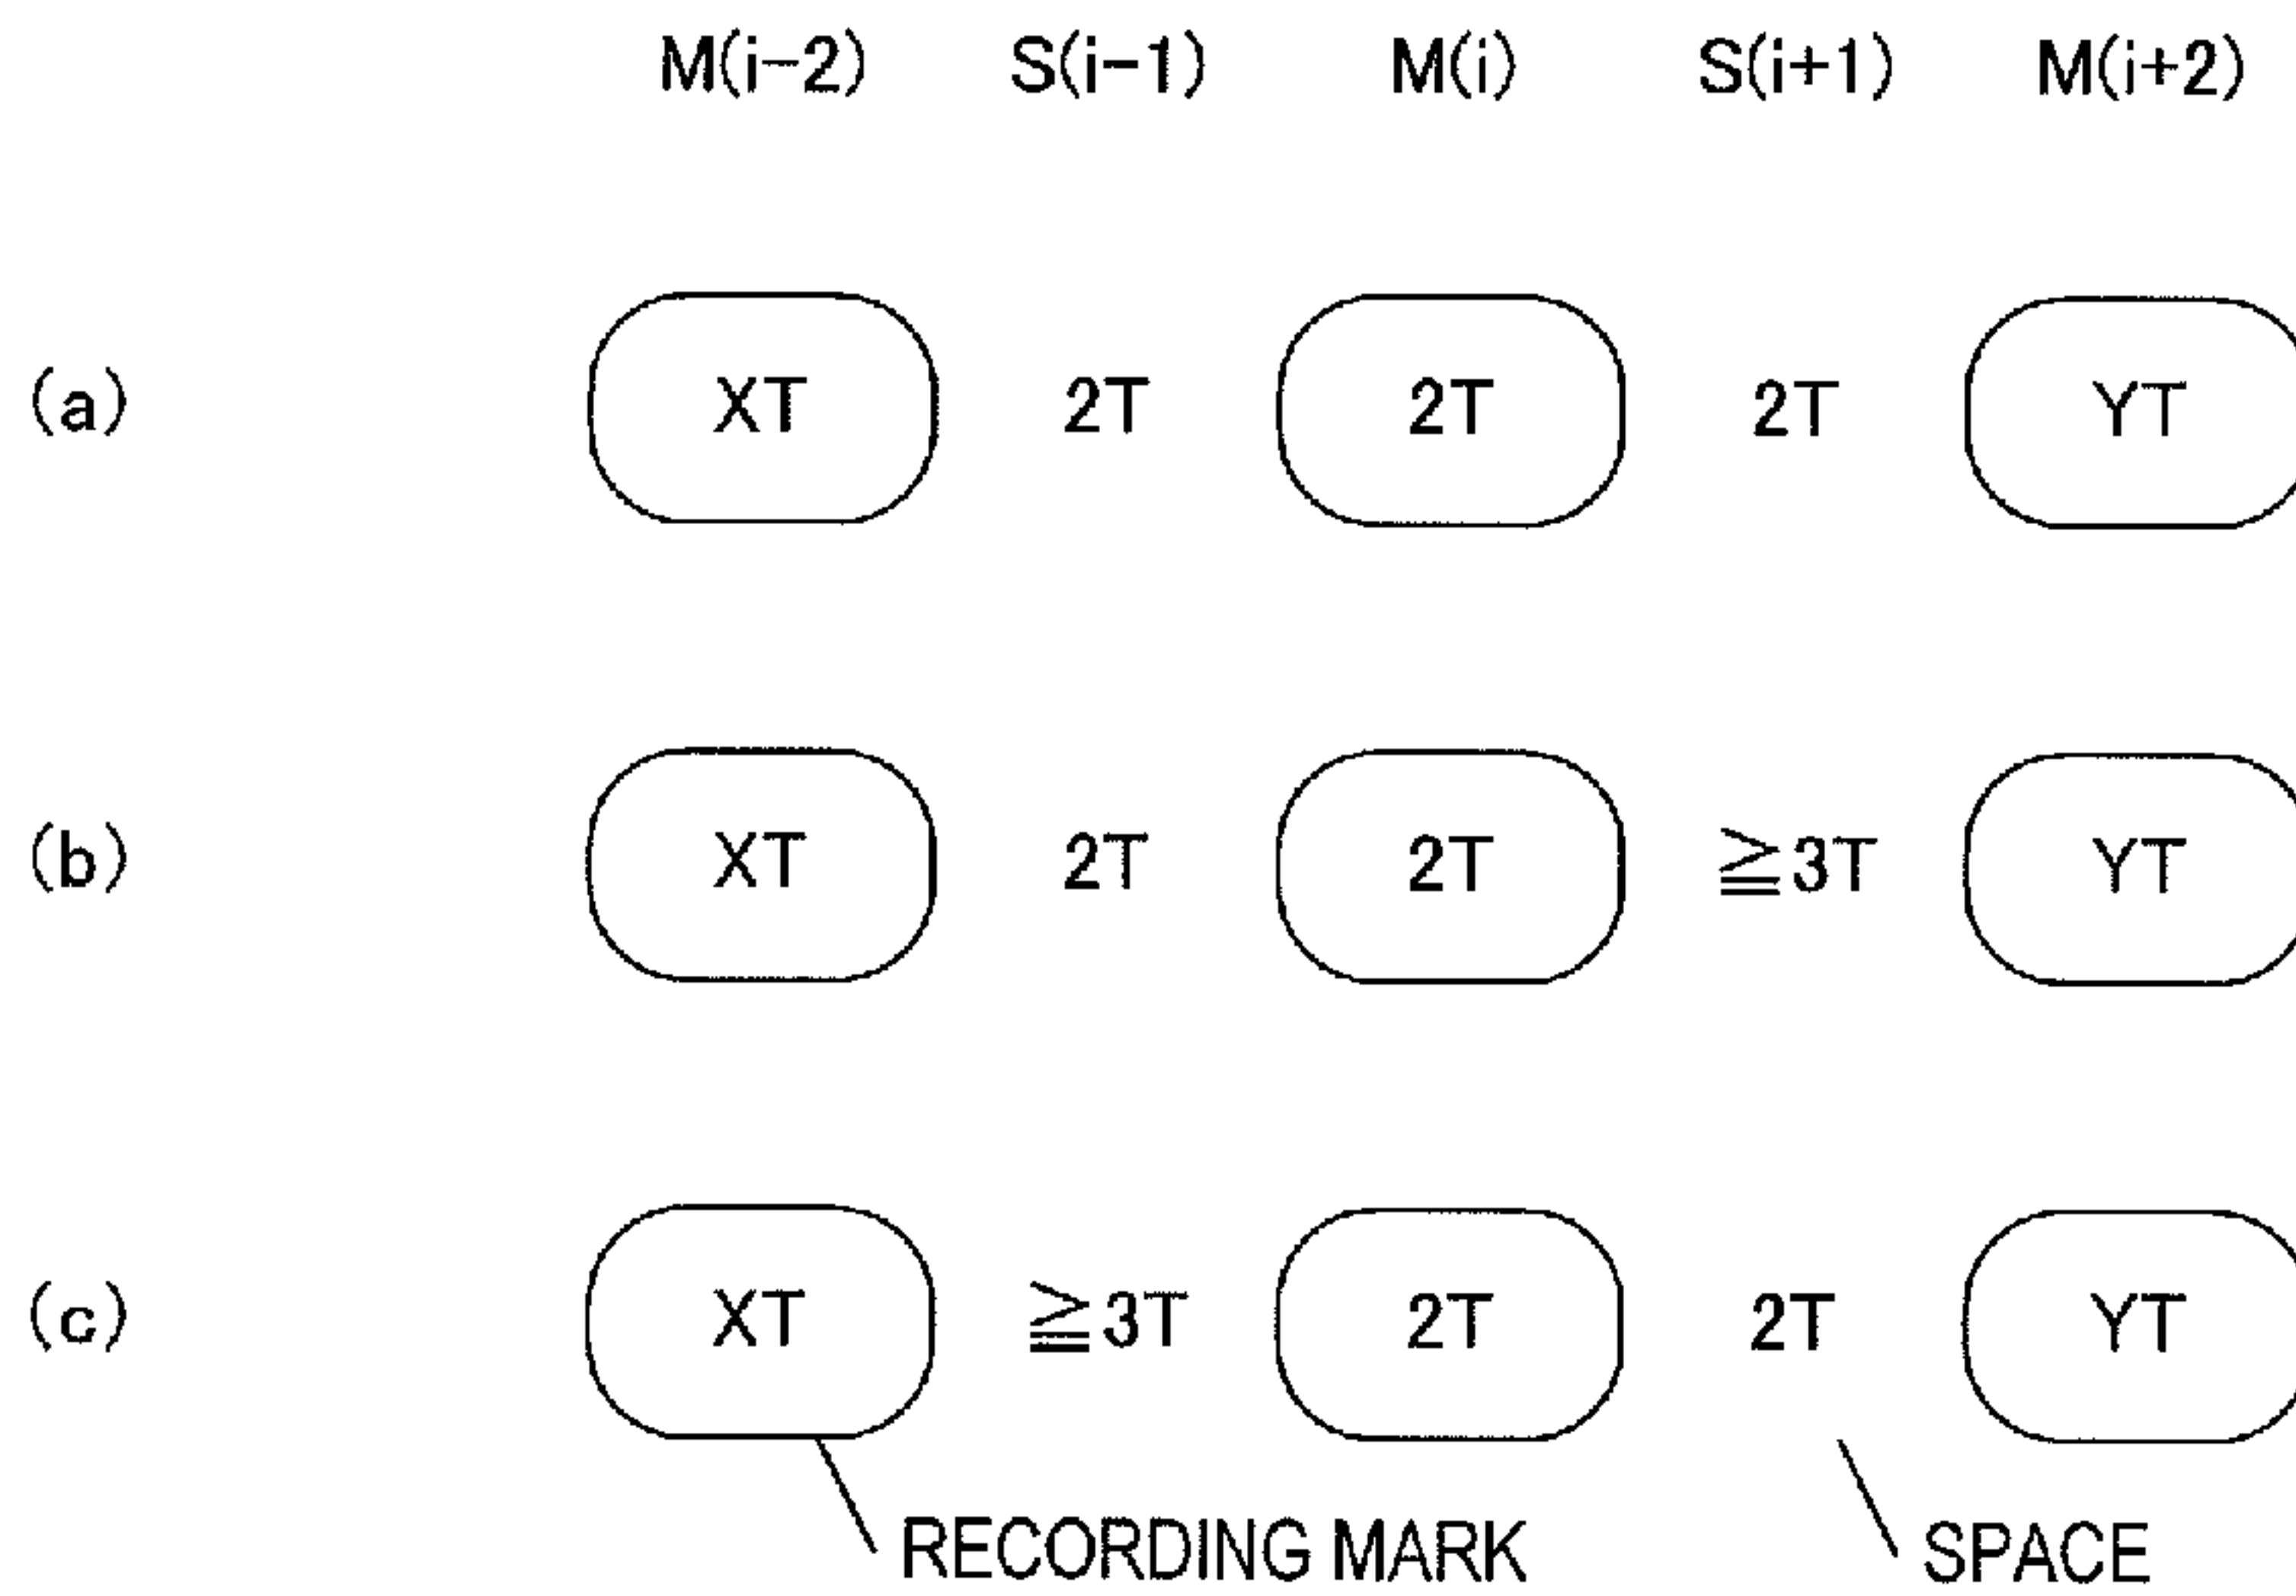 M(i-2) S(i-1) M(i) S(i+1) M(i+2)
(a) XT 2T 2T 2T YT
(b) XT 2T 2T ≧3T YT
(c) XT ≧3T 2T 2T YT
RECORDING MARK SPACE